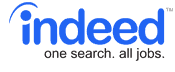 indeed™
one search. all jobs.